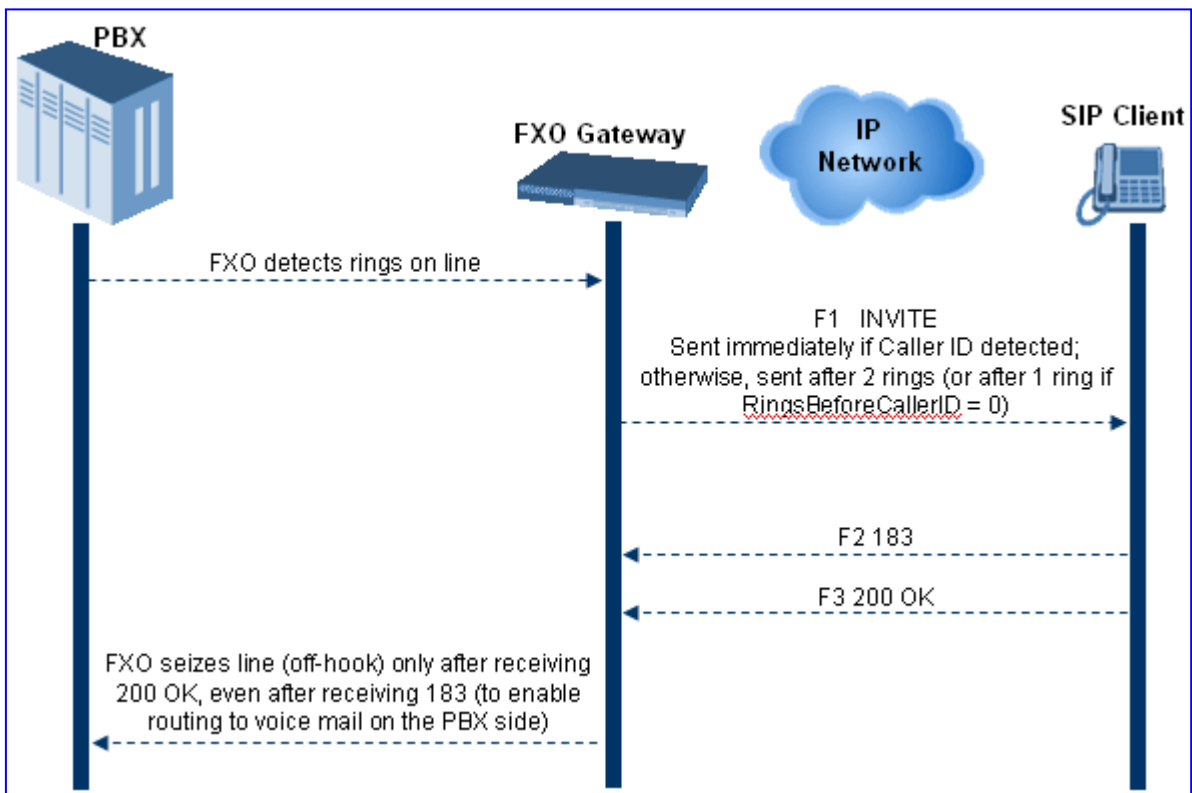 PBX
FXO Gateway
IP
Network
SIP Client
FXO detects rings on line
F1 INVITE
Sent immediately if Caller ID detected;
otherwise, sent after 2 rings (or after 1 ring if
RingsBeforeCallerID = 0)
F2 183
F3 200 OK
FXO seizes line (off-hook) only after receiving
200 OK, even after receiving 183 (to enable
routing to voice mail on the PBX side)